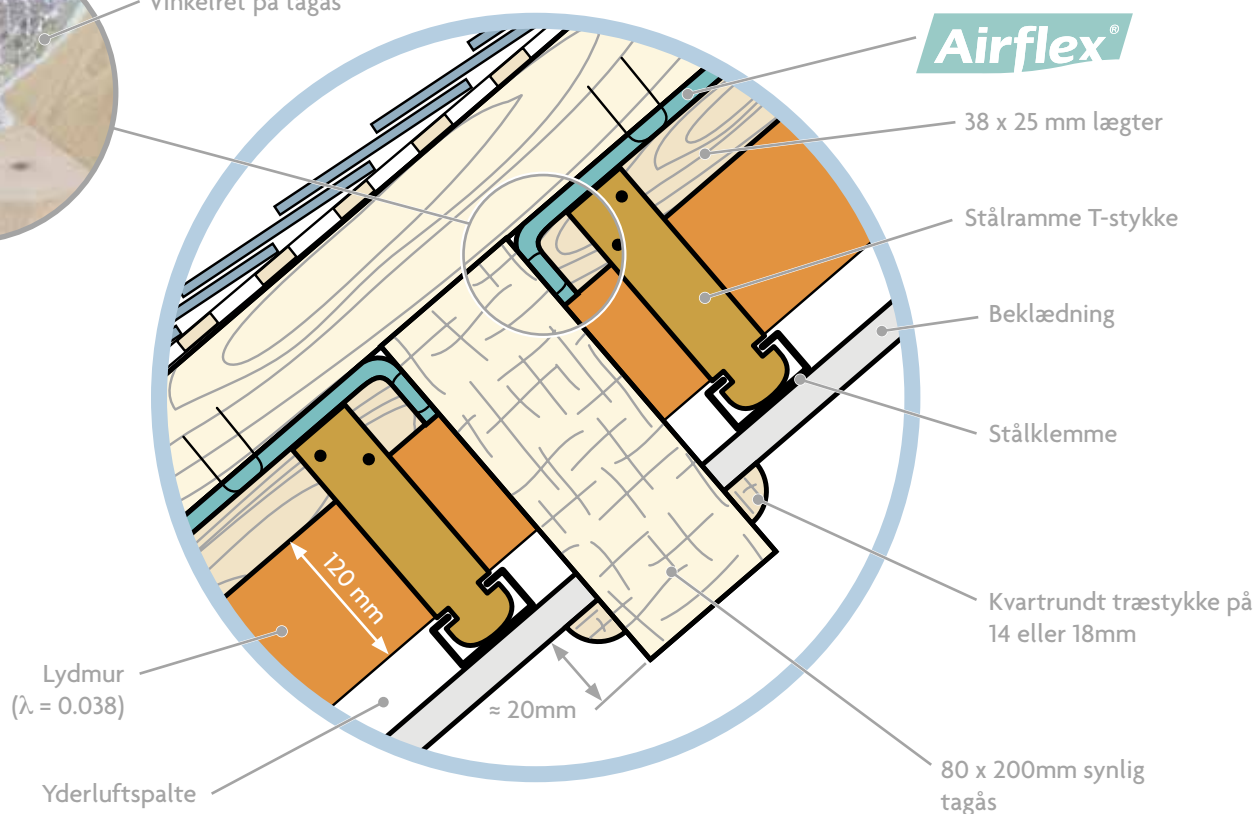 Vinkelret på tagås
Airflex®
38 x 25 mm lægter
Stålramme T-stykke
Beklædning
Stålklemme
Kvartrundt træstykke på
14 eller 18mm
120 mm
Lydmur
(λ = 0.038)
≈ 20mm
Yderluftspalte
80 x 200mm synlig
tagås